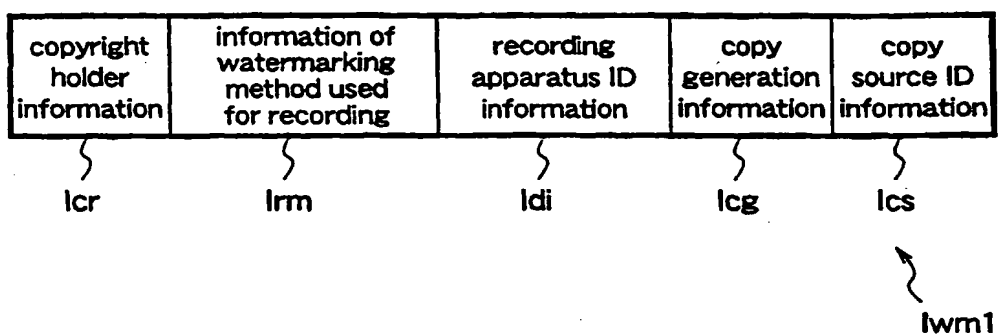 copyright
holder
information
information of
watermarking
method used
for recording
recording
apparatus ID
information
copy
generation
information
copy
source ID
information
Icr
Irm
Idi
Icg
Ics
Iwm1